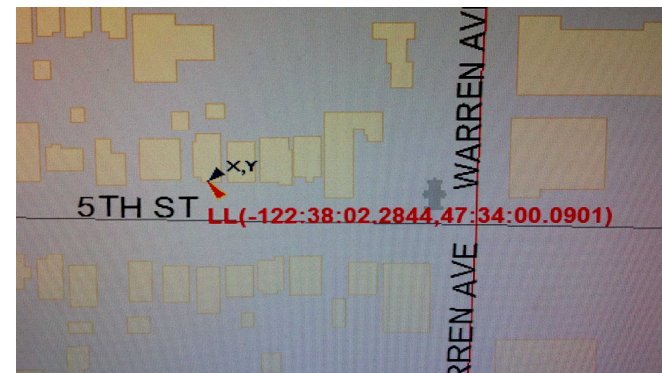 WARREN AVE
X,Y
5TH ST
LL(-122:38:02.2844,47:34:00.0901)
RREN AVE